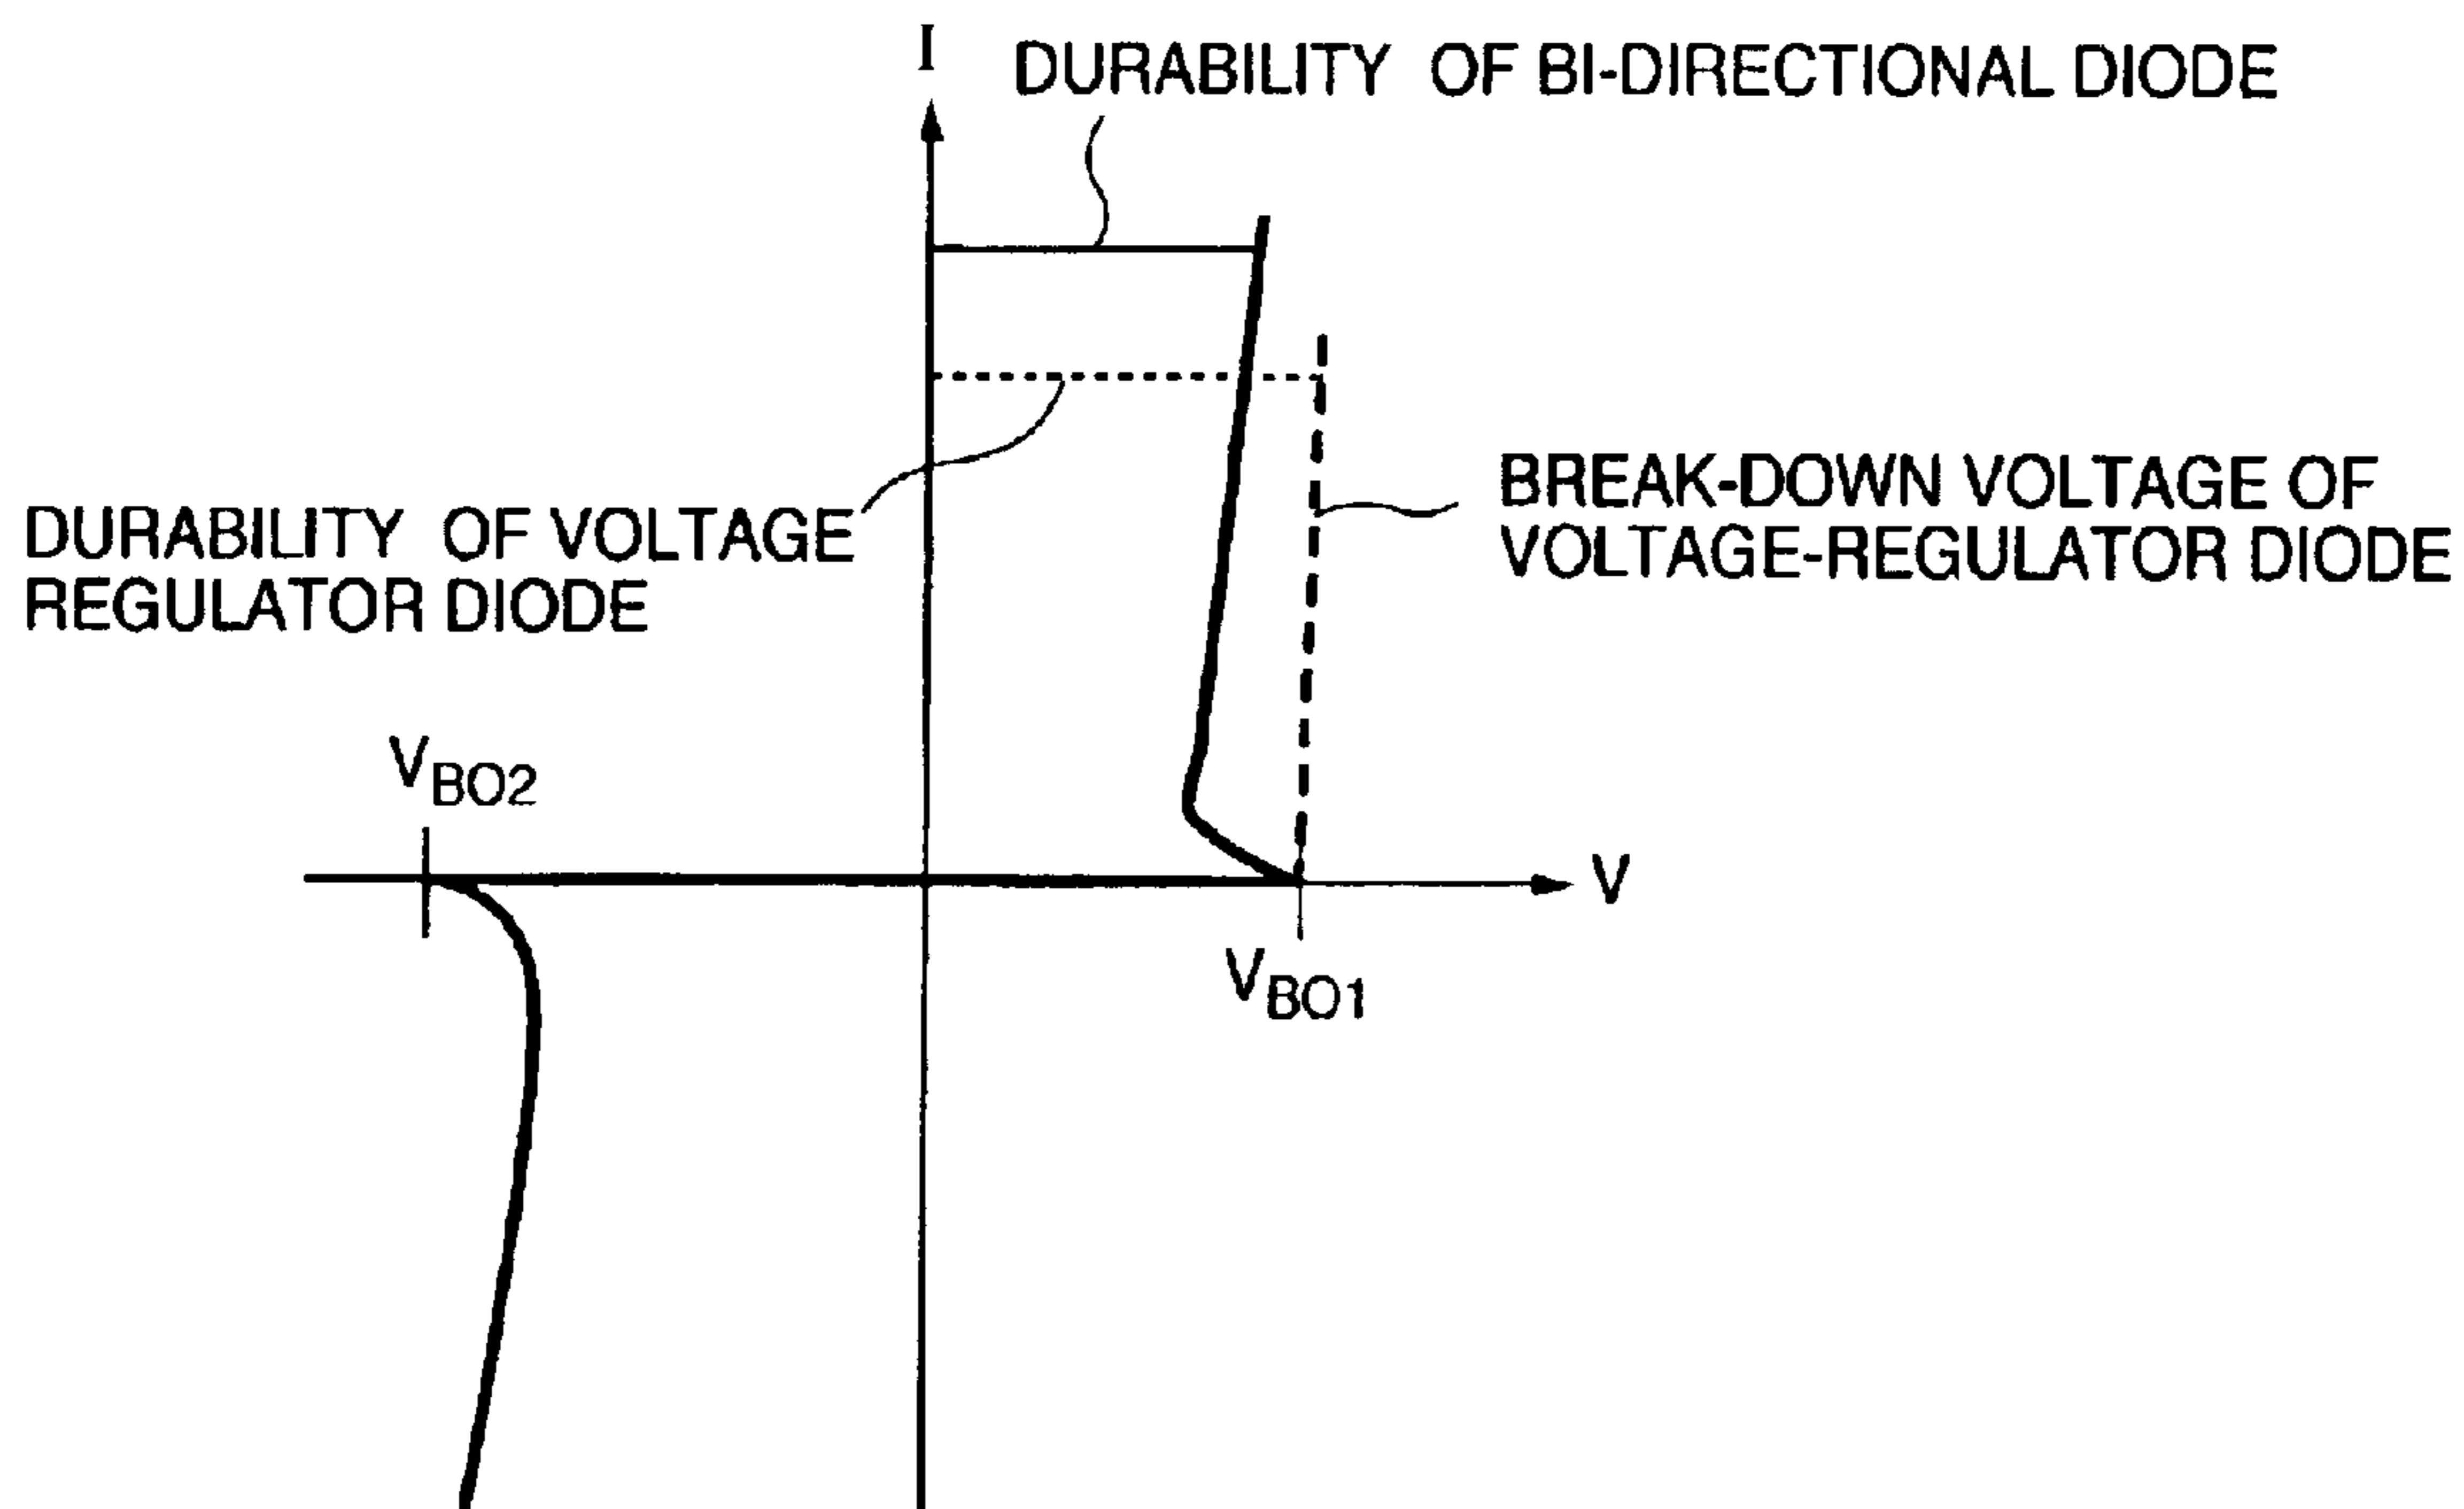 I
DURABILITY OF BI-DIRECTIONAL DIODE
BREAK-DOWN VOLTAGE OF
VOLTAGE-REGULATOR DIODE
DURABILITY OF VOLTAGE
REGULATOR DIODE
VBO2
V
VBO1